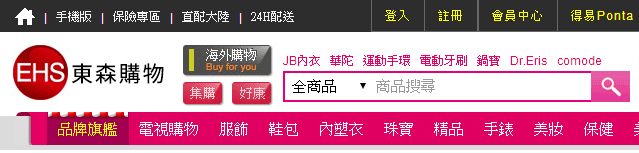 手機版 | 保險專區 | 直配大陸 | 24H配送 登入 註冊 會員中心 得易Ponta
EHS 東森購物
海外購物
Buy for you
集購 好康
JB內衣 華陀 運動手環 電動牙刷 鍋寶 Dr.Eris comode
全商品 ▼ 商品搜尋
品牌旗艦 電視購物 服飾 鞋包 內塑衣 珠寶 精品 手錶 美妝 保健